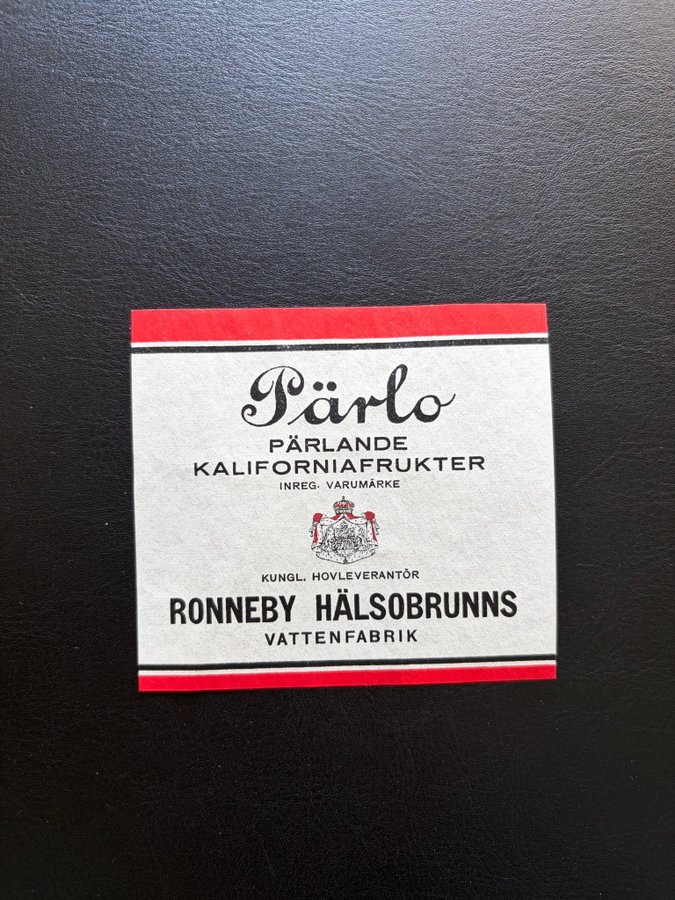 Pärlo
PÄRLANDE
KALIFORNIAFRUKTER
INREG. VARUMÄRKE
KUNGL. HOVLEVERANTÖR
RONNEBY HÄLSOBRUNNS
VATTENFABRIK